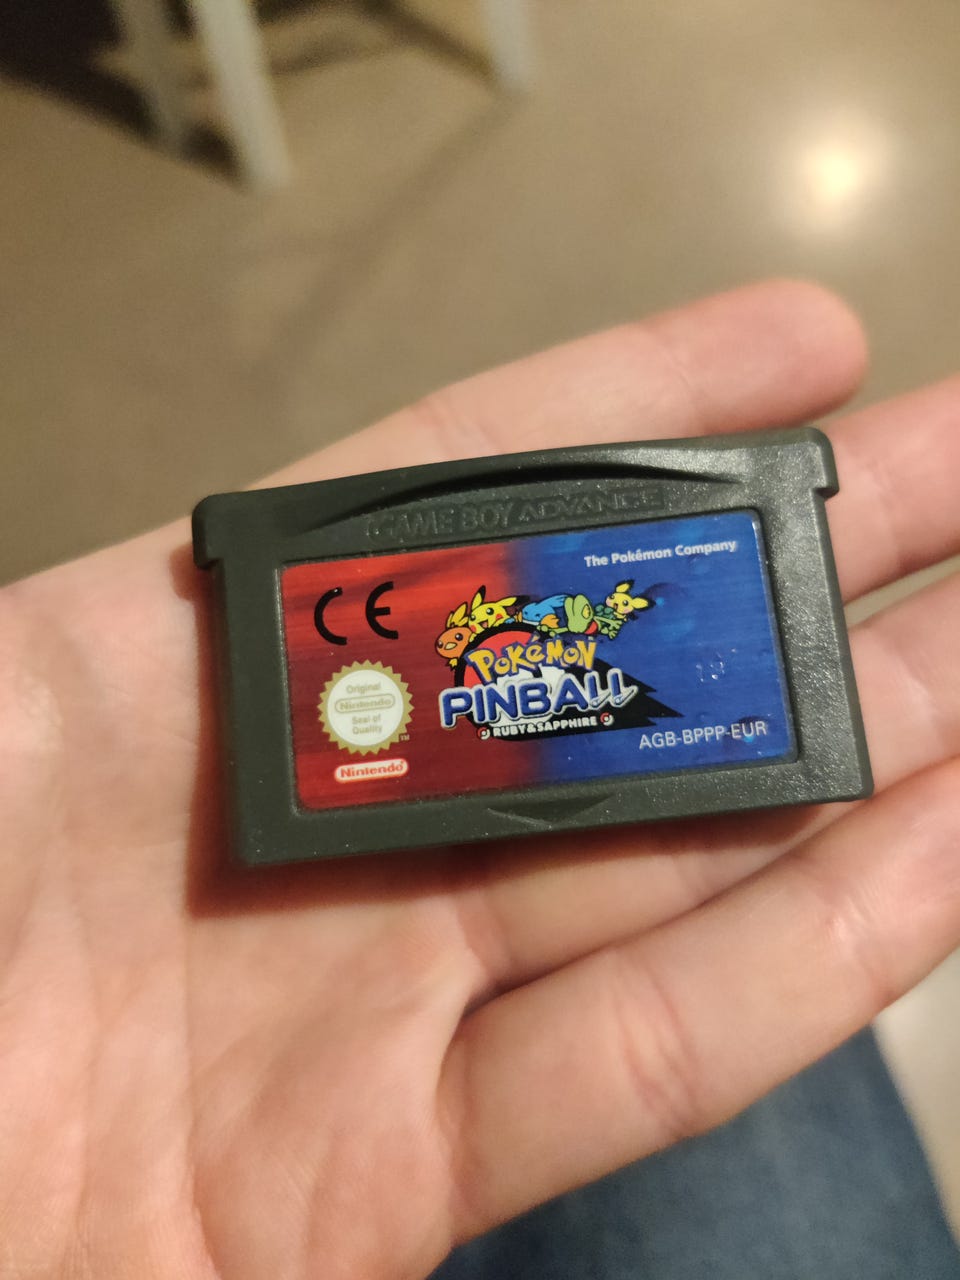 GAME BOY ADVANCE
The Pokémon Company
CE
POKéMON
PINBALL
RUBY&SAPPHIRE
Original
Nintendo
Seal of
Quality
TM
Nintendo
AGB-BPPP-EUR